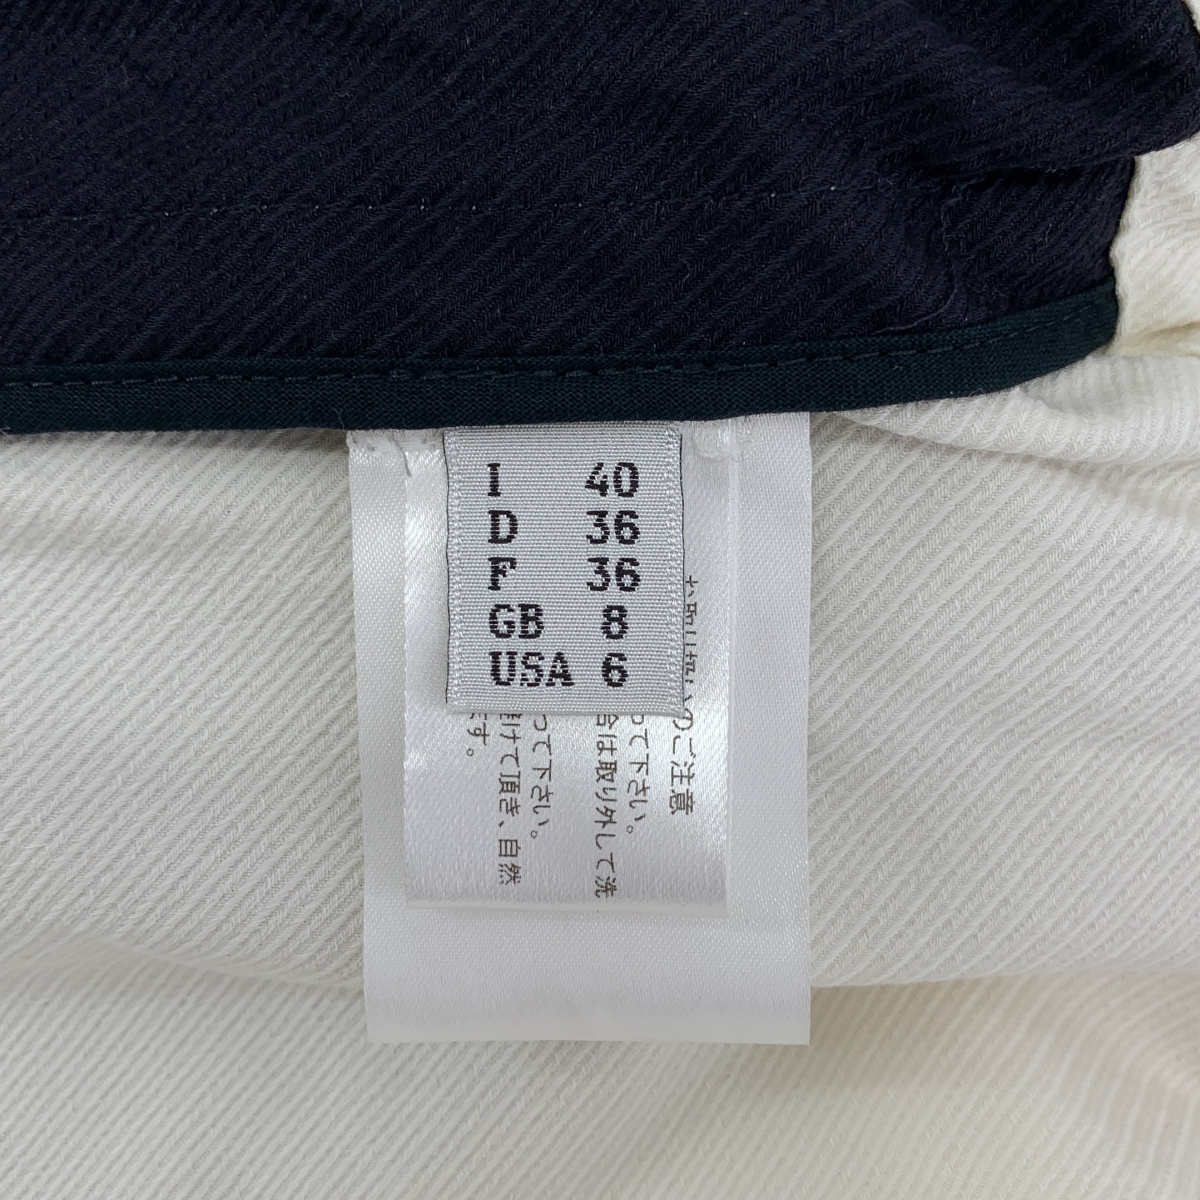 I 40
D 36
F 36
GB 8
USA 6
のご注意
って下さい。
合は取り外して洗
って下さい。
けて頂き、自然
す。